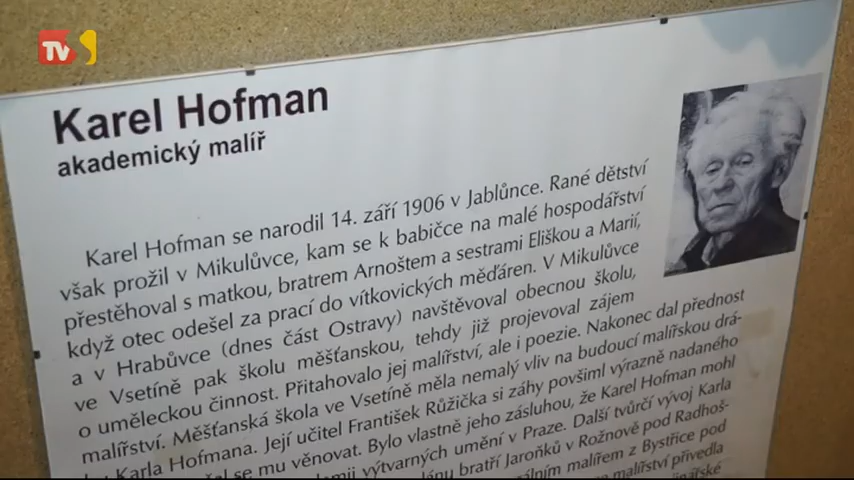 TV
Karel Hofman
akademický malíř
Karel Hofman se narodil 14. září 1906 v Jablůnce. Rané dětství
však prožil v Mikulůvce, kam se k babičce na malé hospodářství
přestěhoval s matkou, bratrem Arnoštem a sestrami Eliškou a Marií,
když otec odešel za prací do vítkovických měďáren. V Mikulůvce
a v Hrabůvce (dnes část Ostravy) navštěvoval obecnou školu,
ve Vsetíně pak školu měšťanskou, tehdy již projevoval zájem
o uměleckou činnost. Přitahovalo jej malířství, ale i poezie. Nakonec dal přednost
malířství. Měšťanská škola ve Vsetíně měla nemalý vliv na budoucí malířskou drá-
Karla Hofmana. Její učitel František Růžička si záhy povšiml výrazně nadaného
se mu věnovat. Bylo vlastně jeho zásluhou, že Karel Hofman mohl
výtvarných umění v Praze. Další tvůrčí vývoj Karla
bratří Jaroňků v Rožnově pod Radhoš-
malířem z Bystřice pod
malířství přivedla